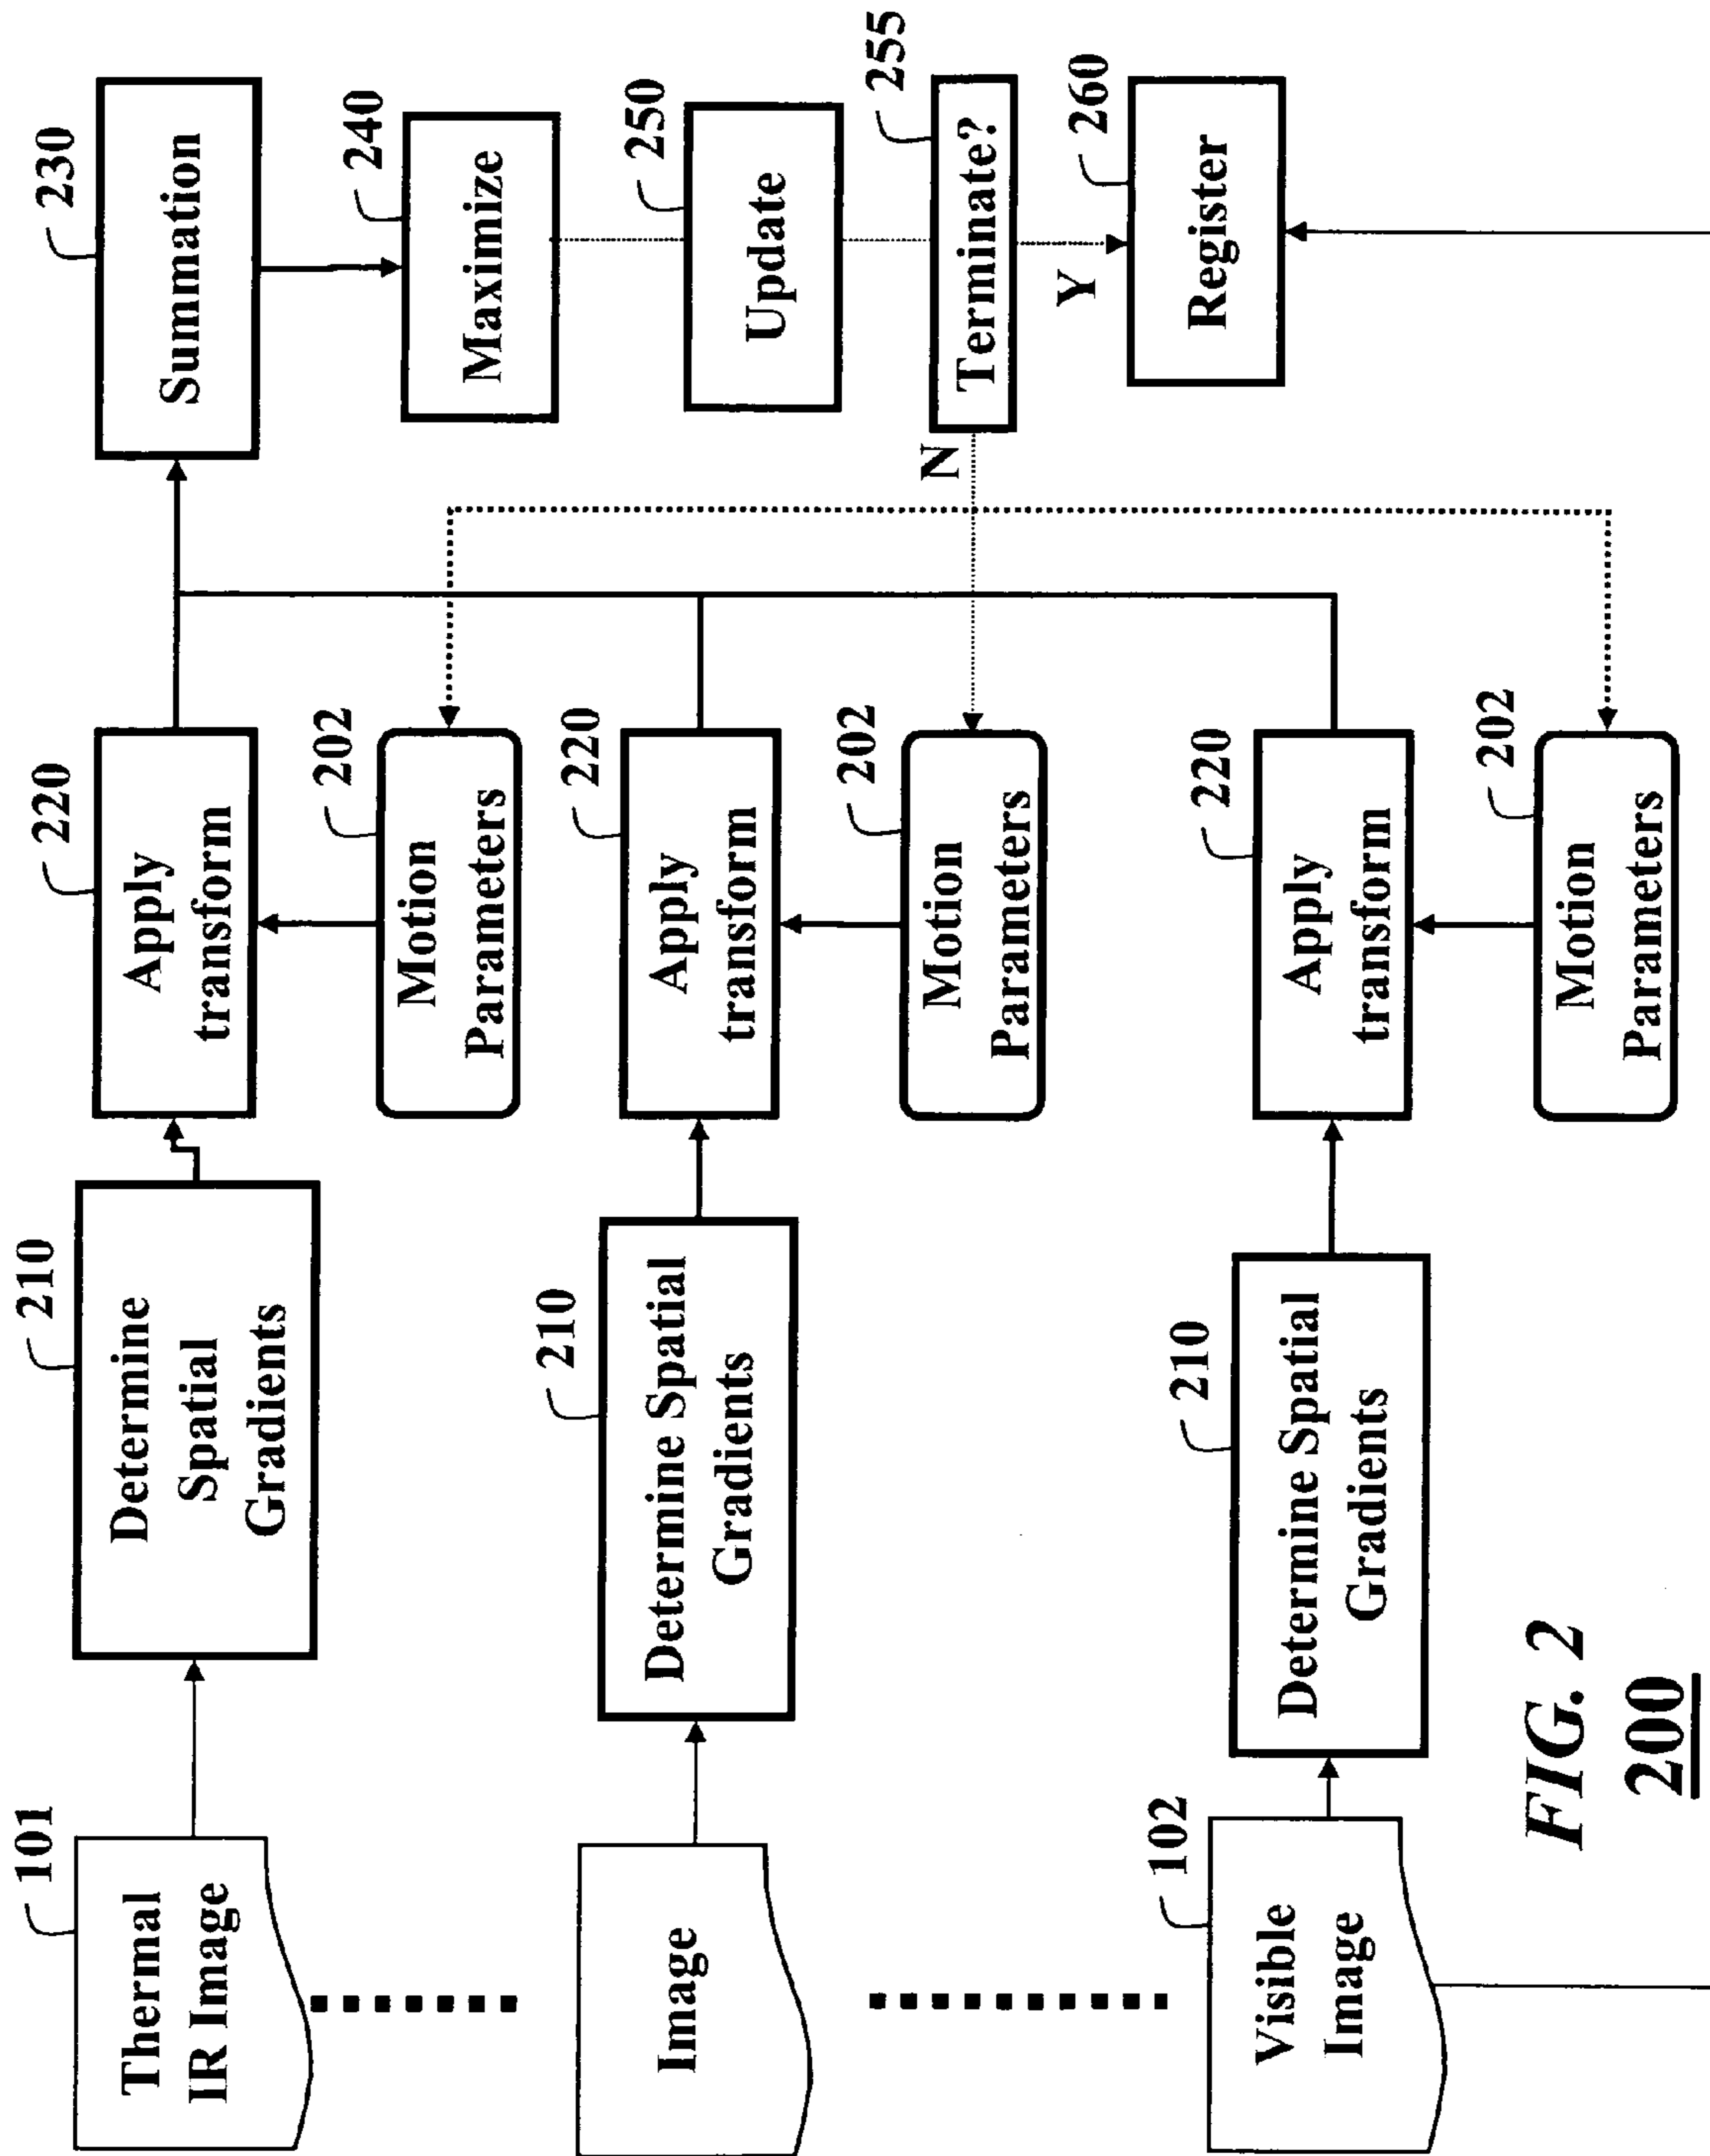 101
Thermal
IR Image
210
Determine
Spatial
Gradients
220
Apply
transform
230
Summation
202
Motion
Parameters
240
Maximize
Image
210
Determine Spatial
Gradients
220
Apply
transform
250
Update
202
Motion
Parameters
N
255
Terminate?
Y
260
Register
102
Visible
Image
210
Determine Spatial
Gradients
220
Apply
transform
202
Motion
Parameters
FIG. 2
200